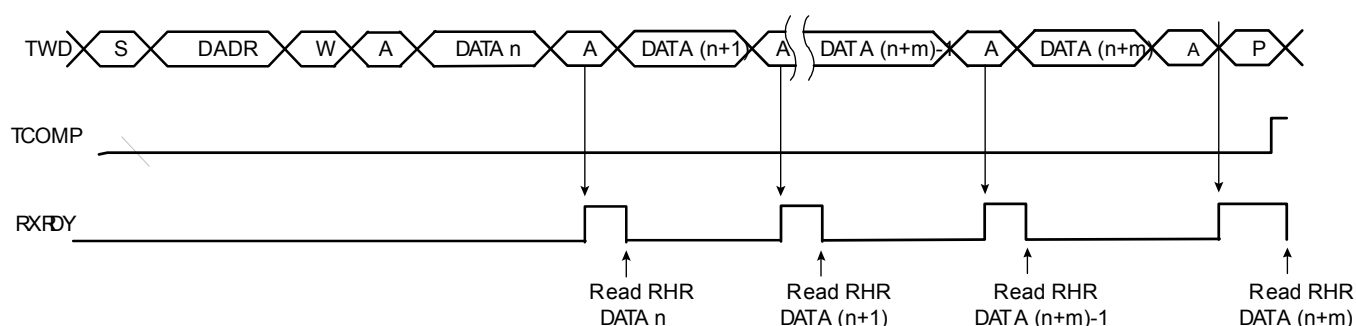 TWD S DADR W A DATA n A DATA (n+1) A DATA (n+m)-1 A DATA (n+m) A P
TCOMP
RXRDY
Read RHR Read RHR Read RHR Read RHR
DATA n DATA (n+1) DATA (n+m)-1 DATA (n+m)